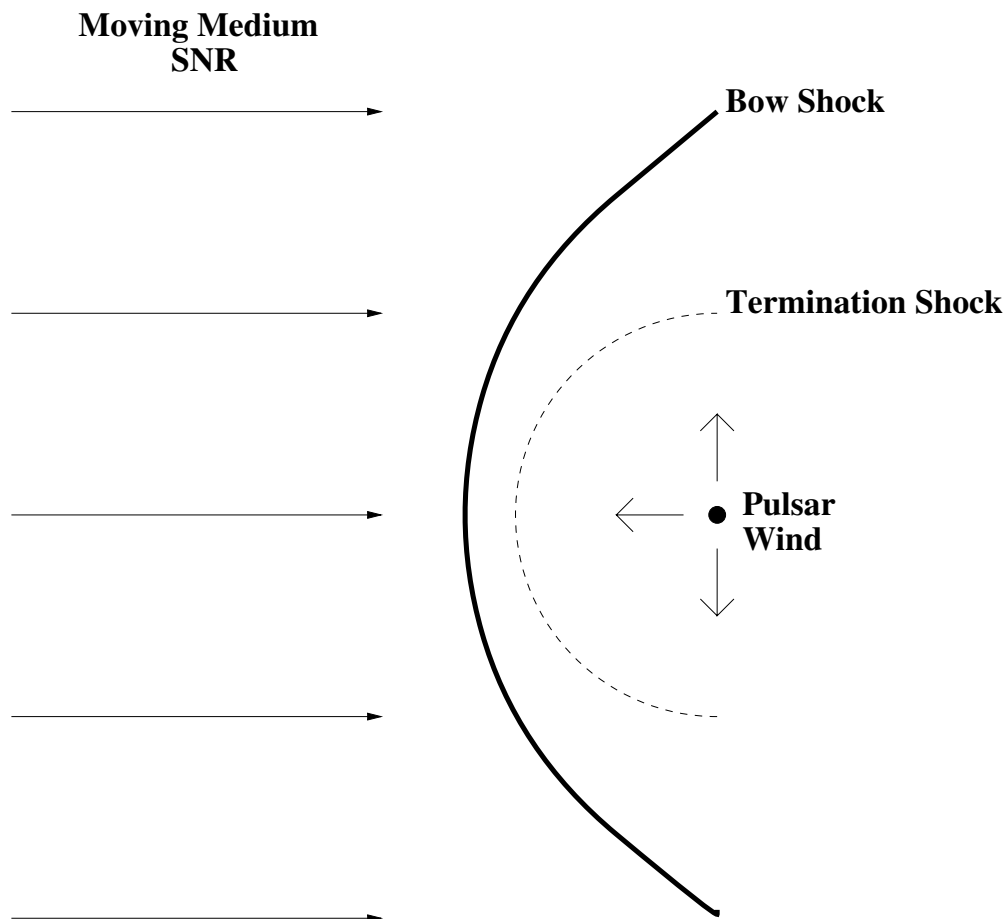 Moving Medium
SNR
Bow Shock
Termination Shock
Pulsar
Wind